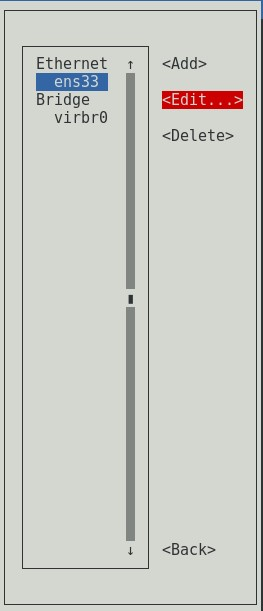 Ethernet ↑ <Add>
ens33
Bridge <Edit...>
virbr0
<Delete>
↓ <Back>